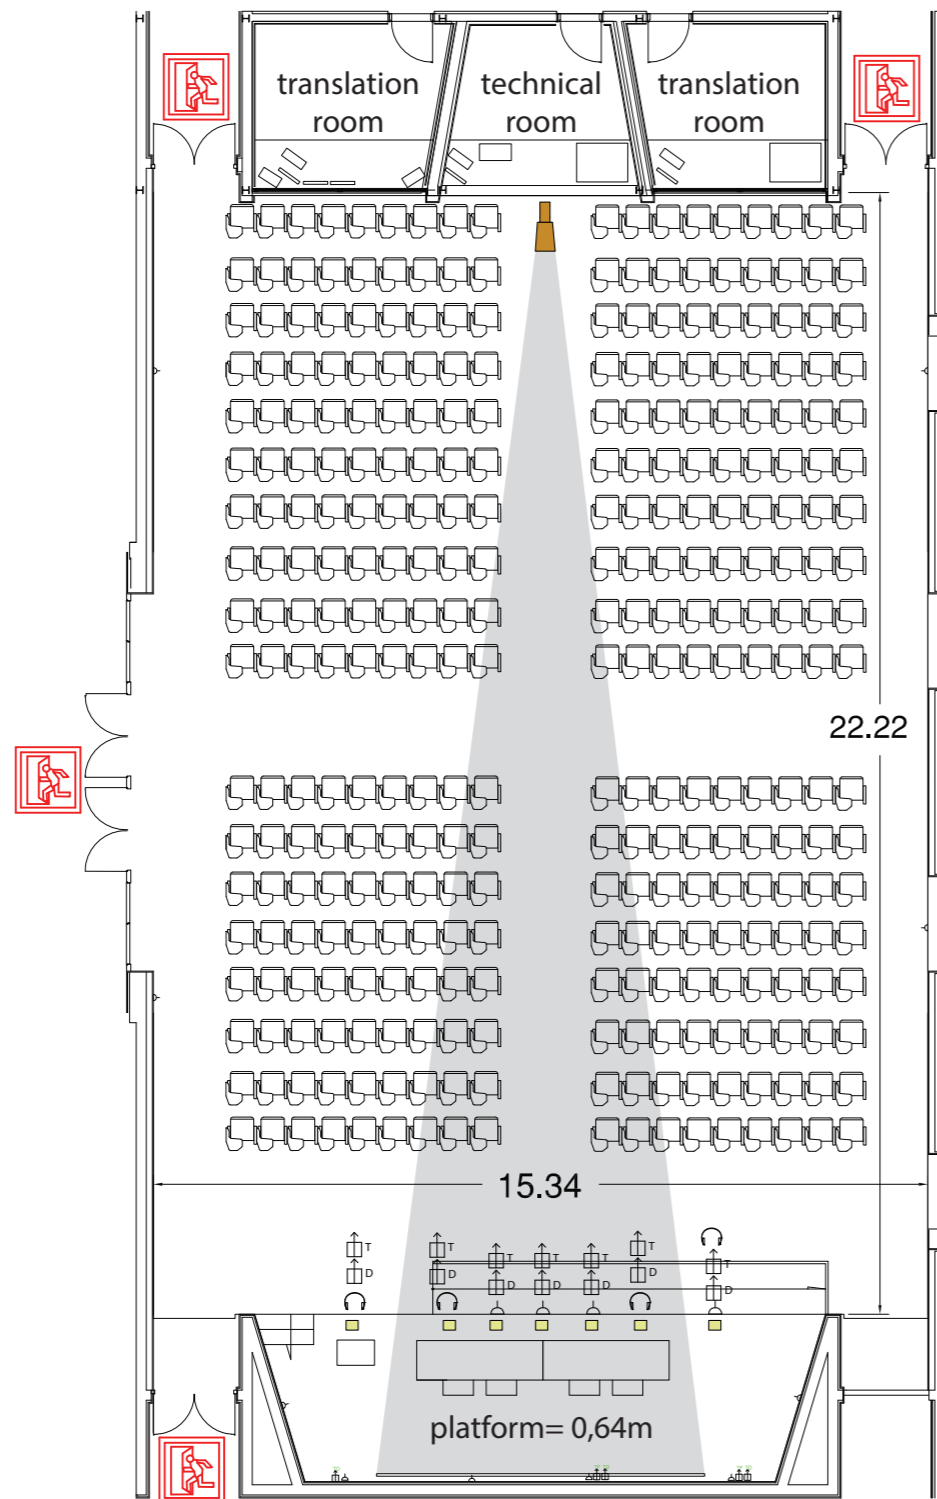 translation
room
technical
room
translation
room
22.22
15.34
T
T
T
T
T
T
T
D
D
D
D
D
D
D
platform= 0,64m